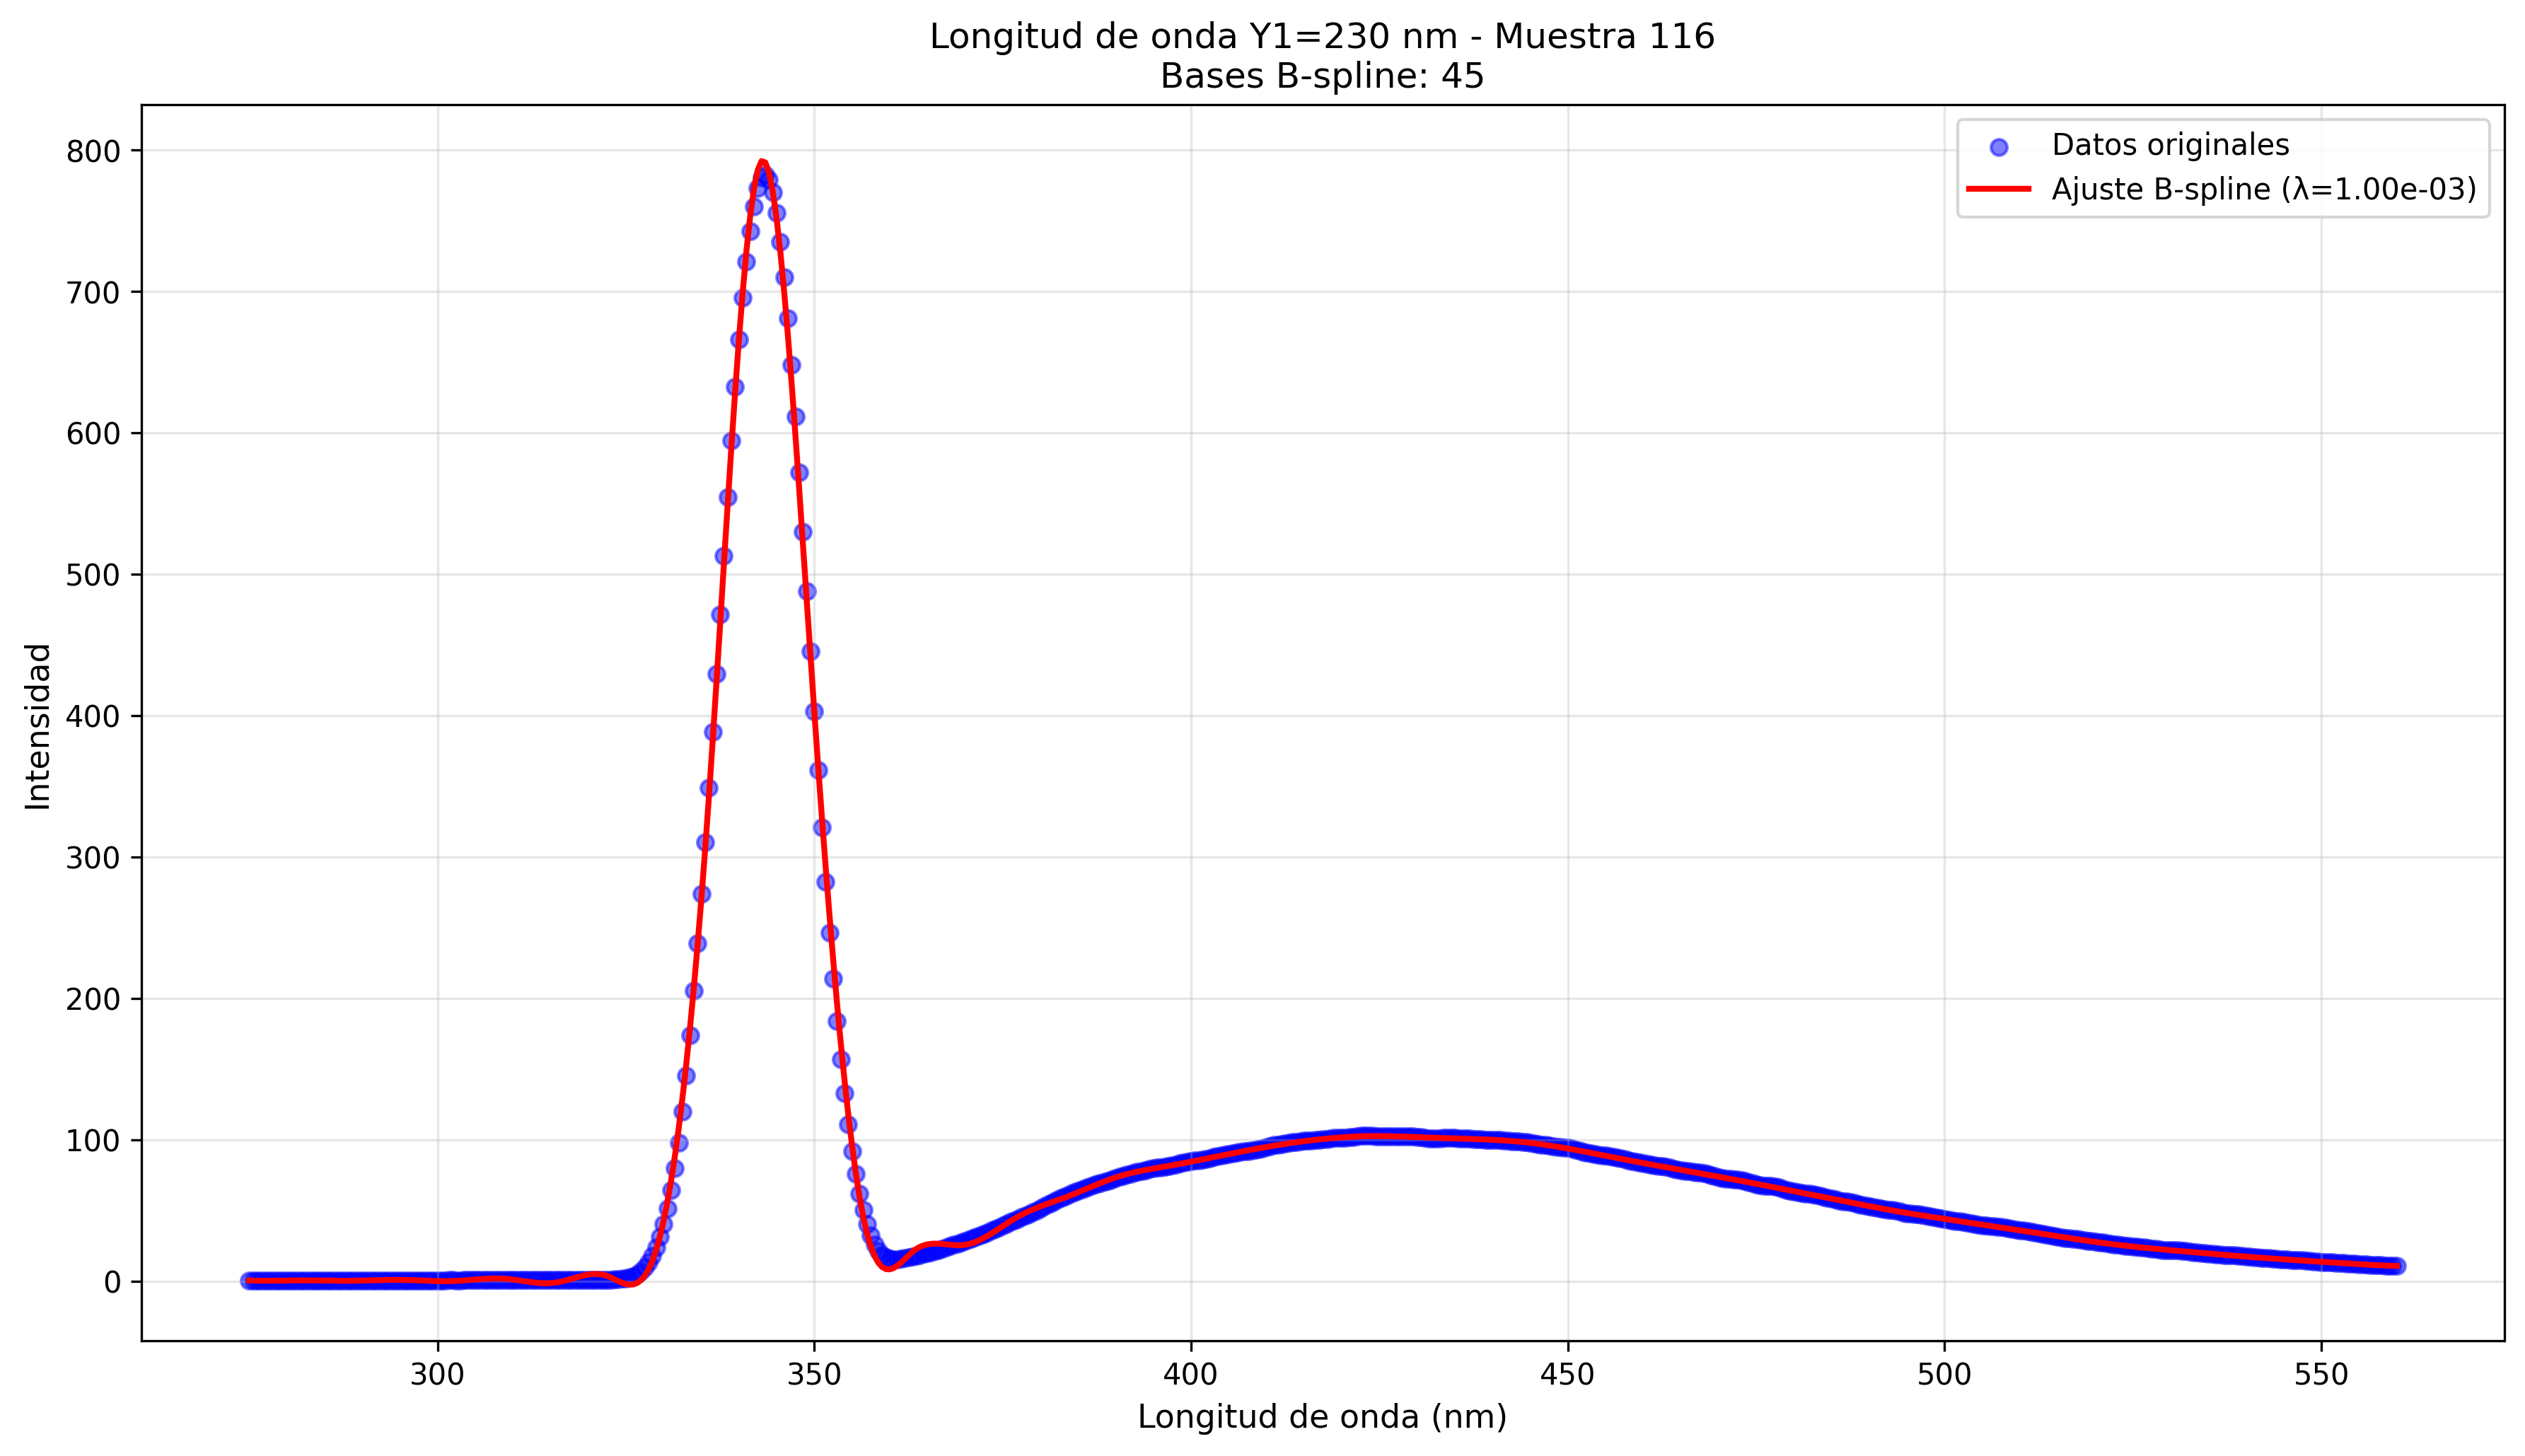 Longitud de onda Y1=230 nm - Muestra 116
Bases B-spline: 45
Datos originales
Ajuste B-spline (λ=1.00e-03)
Intensidad
800
700
600
500
400
300
200
100
0
300
350
400
450
500
550
Longitud de onda (nm)